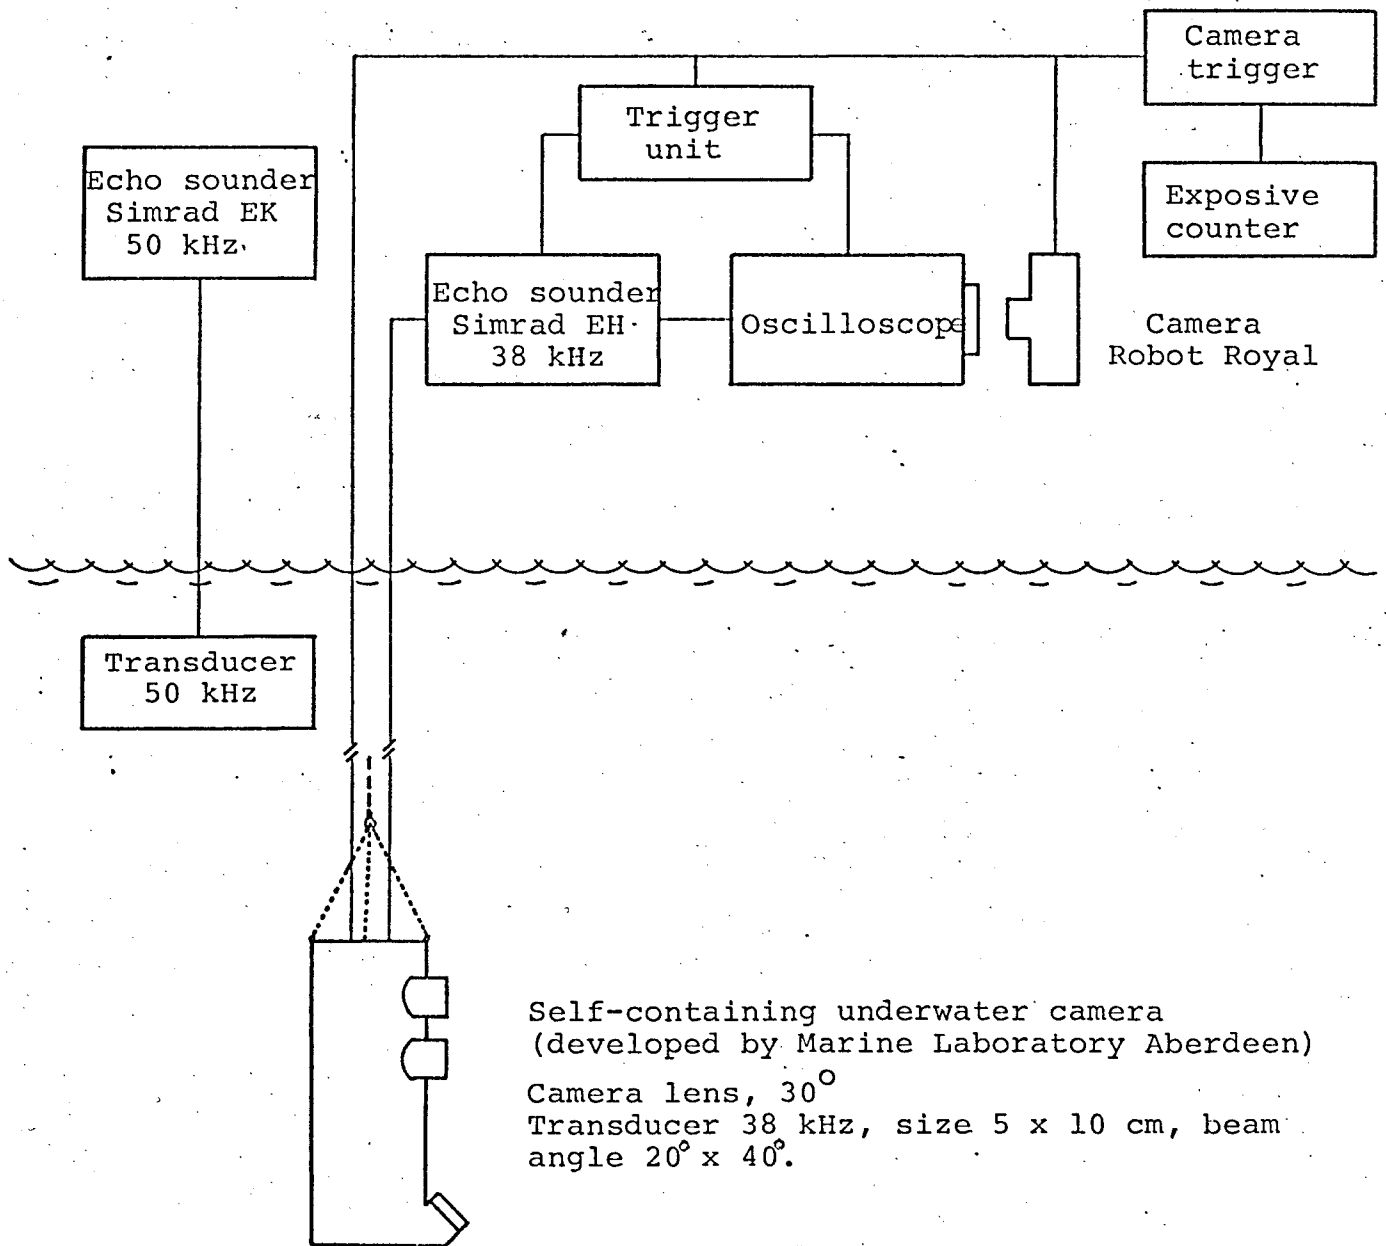 Camera
trigger
Trigger
unit
Echo sounder
Simrad EK
50 kHz
Exposive
counter
Echo sounder
Simrad EH
38 kHz
Oscilloscope
Camera
Robot Royal
Transducer
50 kHz
Self-containing underwater camera
(developed by Marine Laboratory Aberdeen)
Camera lens, 30°
Transducer 38 kHz, size 5 x 10 cm, beam
angle 20° x 40°.